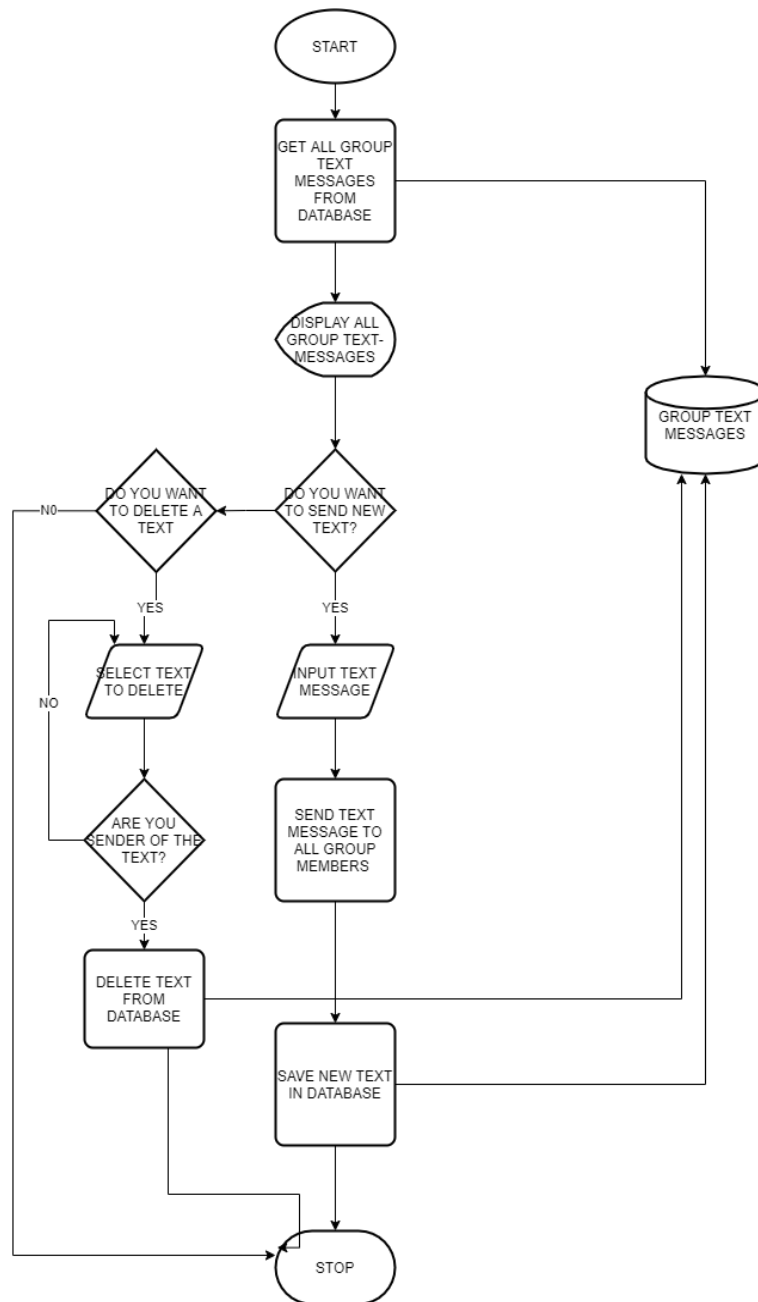 START
GET ALL GROUP
TEXT
MESSAGES
FROM
DATABASE
DISPLAY ALL
GROUP TEXT-
MESSAGES
GROUP TEXT
MESSAGES
DO YOU WANT
TO DELETE A
TEXT
DO YOU WANT
TO SEND NEW
TEXT?
N0
YES
YES
SELECT TEXT
TO DELETE
INPUT TEXT
MESSAGE
NO
ARE YOU
SENDER OF THE
TEXT?
SEND TEXT
MESSAGE TO
ALL GROUP
MEMBERS
YES
DELETE TEXT
FROM
DATABASE
SAVE NEW TEXT
IN DATABASE
STOP